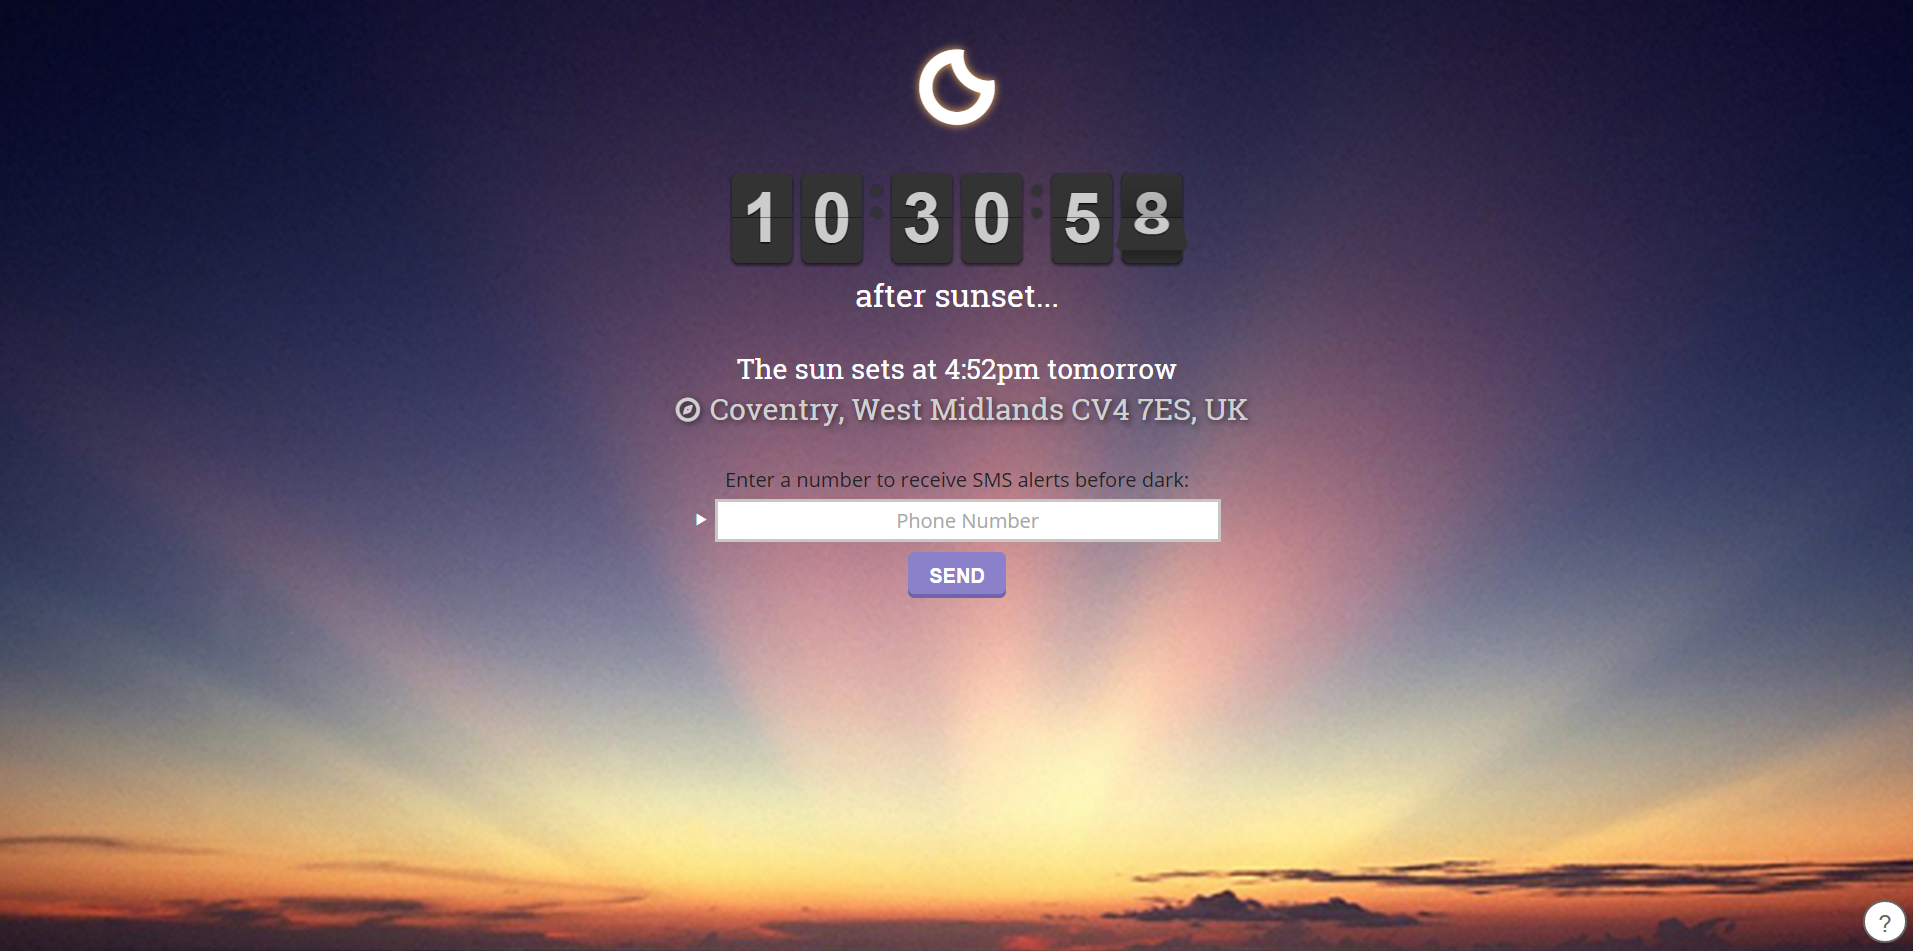 10:30:58
after sunset...
The sun sets at 4:52pm tomorrow
Coventry, West Midlands CV4 7ES, UK
Enter a number to receive SMS alerts before dark:
Phone Number
SEND
?